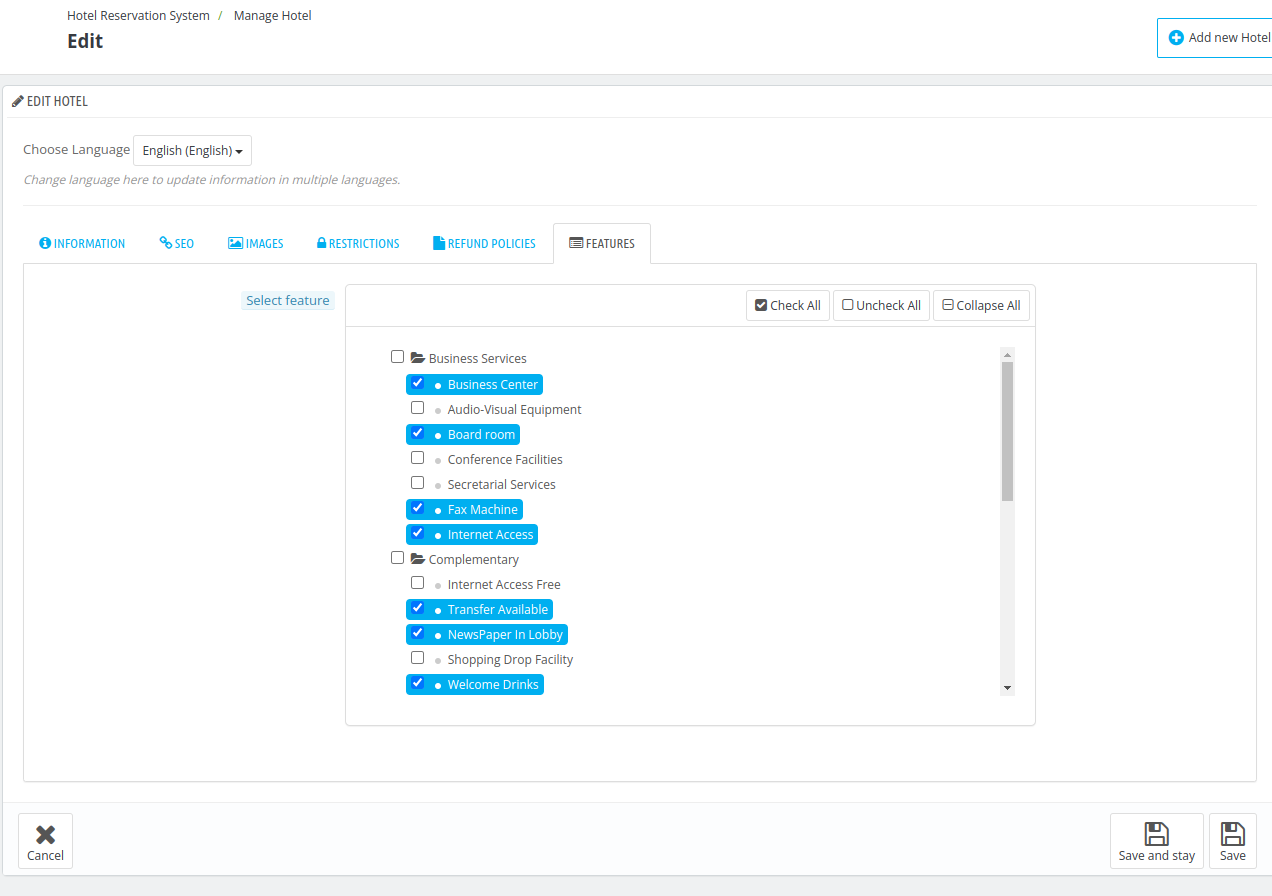 Hotel Reservation System / Manage Hotel
Edit
Add new Hotel
EDIT HOTEL
Choose Language English (English)
Change language here to update information in multiple languages.
INFORMATION SEO IMAGES RESTRICTIONS REFUND POLICIES FEATURES
Select feature
Check All Uncheck All Collapse All
Business Services
Business Center
Audio-Visual Equipment
Board room
Conference Facilities
Secretarial Services
Fax Machine
Internet Access
Complementary
Internet Access Free
Transfer Available
NewsPaper In Lobby
Shopping Drop Facility
Welcome Drinks
Cancel Save and stay Save